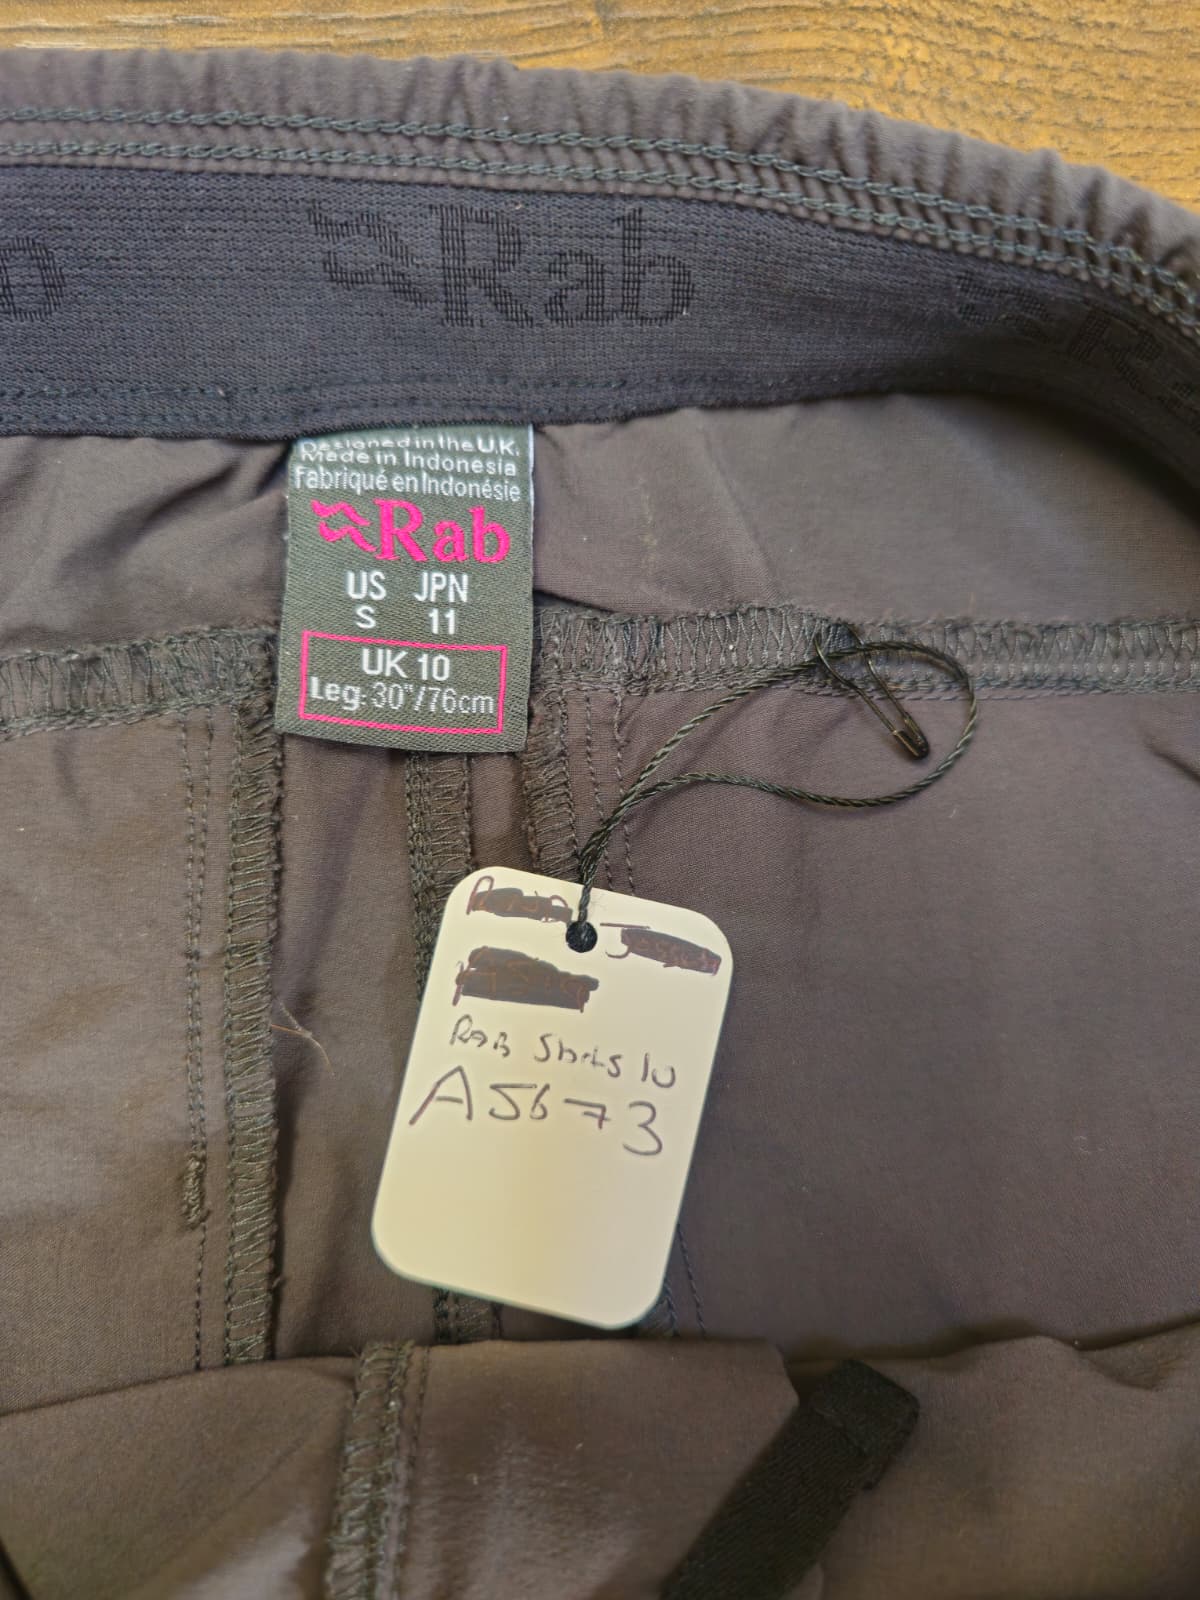 Rab
Designed in the U.K.
Made in Indonesia
Fabriqué en Indonésie
Rab
US JPN
S 11
UK 10
Leg: 30"/76cm
RAB Shorts 10
A5673